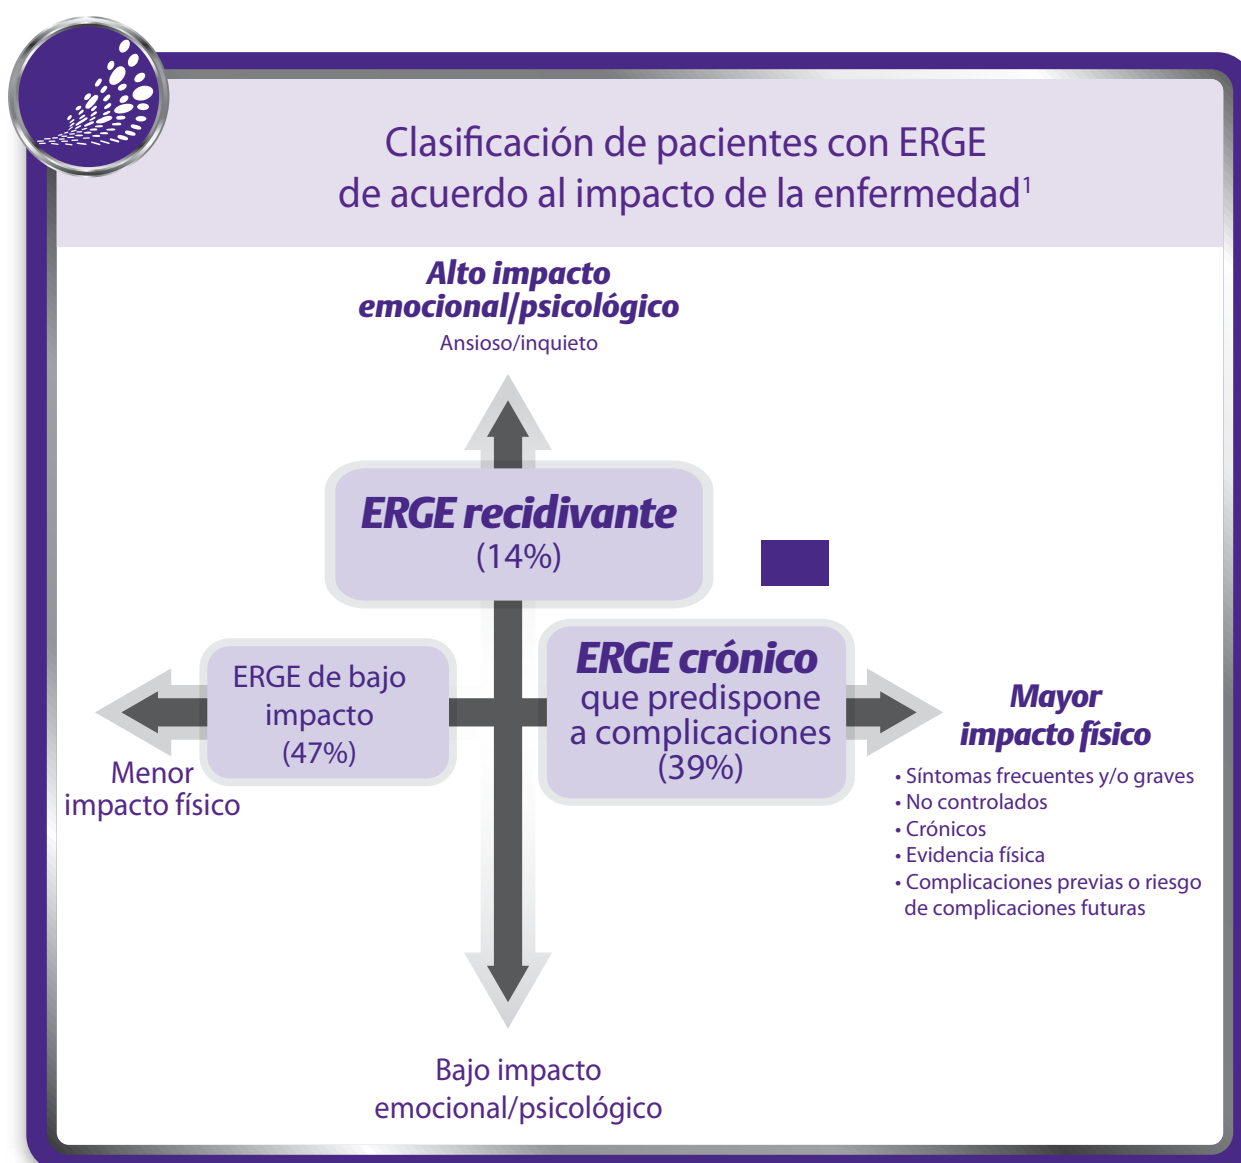 Clasificación de pacientes con ERGE
de acuerdo al impacto de la enfermedad¹
Alto impacto
emocional/psicológico
Ansioso/inquieto
ERGE recidivante
(14%)
ERGE de bajo
impacto
(47%)
ERGE crónico
que predispone
a complicaciones
(39%)
Menor
impacto físico
Mayor
impacto físico
• Síntomas frecuentes y/o graves
• No controlados
• Crónicos
• Evidencia física
• Complicaciones previas o riesgo
de complicaciones futuras
Bajo impacto
emocional/psicológico